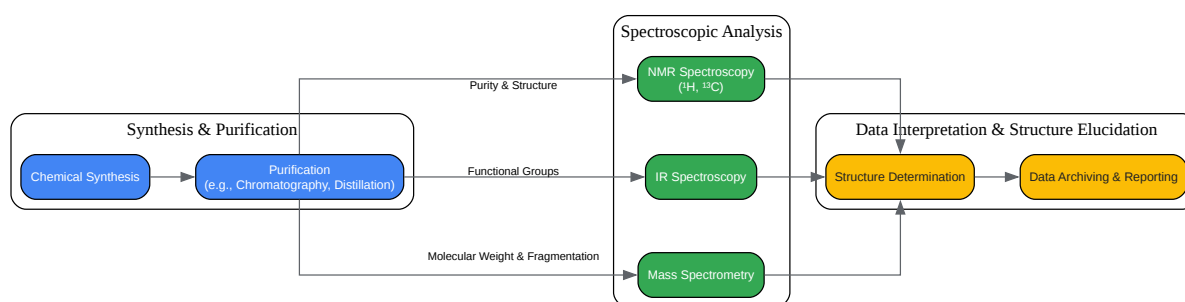 Spectroscopic Analysis
NMR Spectroscopy
(¹H, ¹³C)
Purity & Structure
Synthesis & Purification
Data Interpretation & Structure Elucidation
Chemical Synthesis
Purification
(e.g., Chromatography, Distillation)
Functional Groups
IR Spectroscopy
Structure Determination
Data Archiving & Reporting
Molecular Weight & Fragmentation
Mass Spectrometry